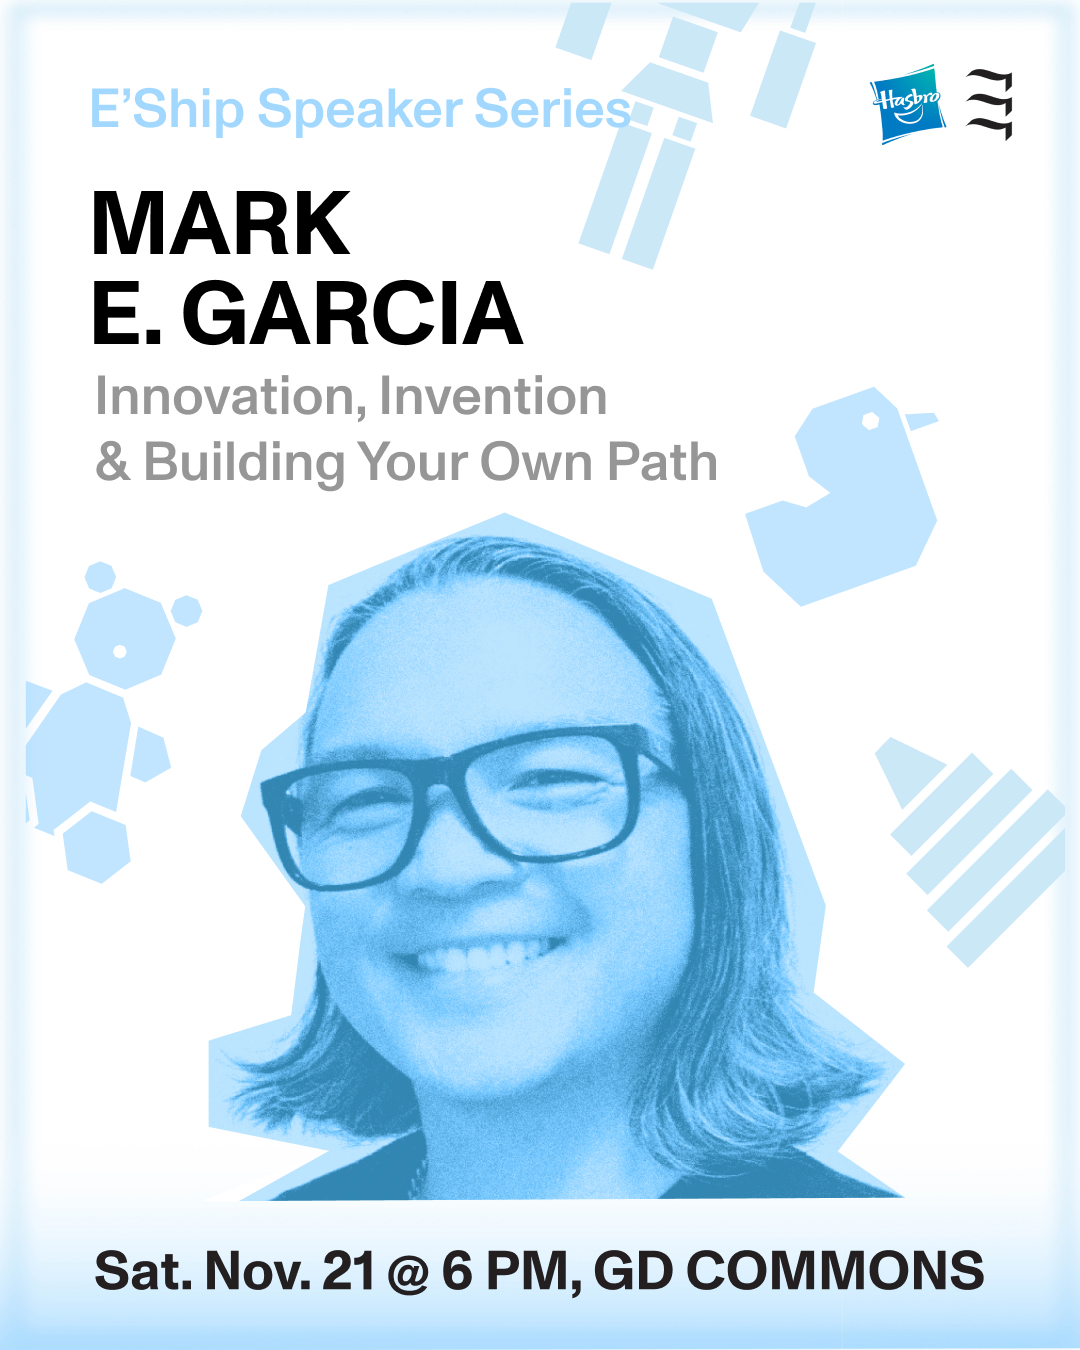 E’Ship Speaker Series
Hasbro
MARK
E. GARCIA
Innovation, Invention
& Building Your Own Path
Sat. Nov. 21 @ 6 PM, GD COMMONS